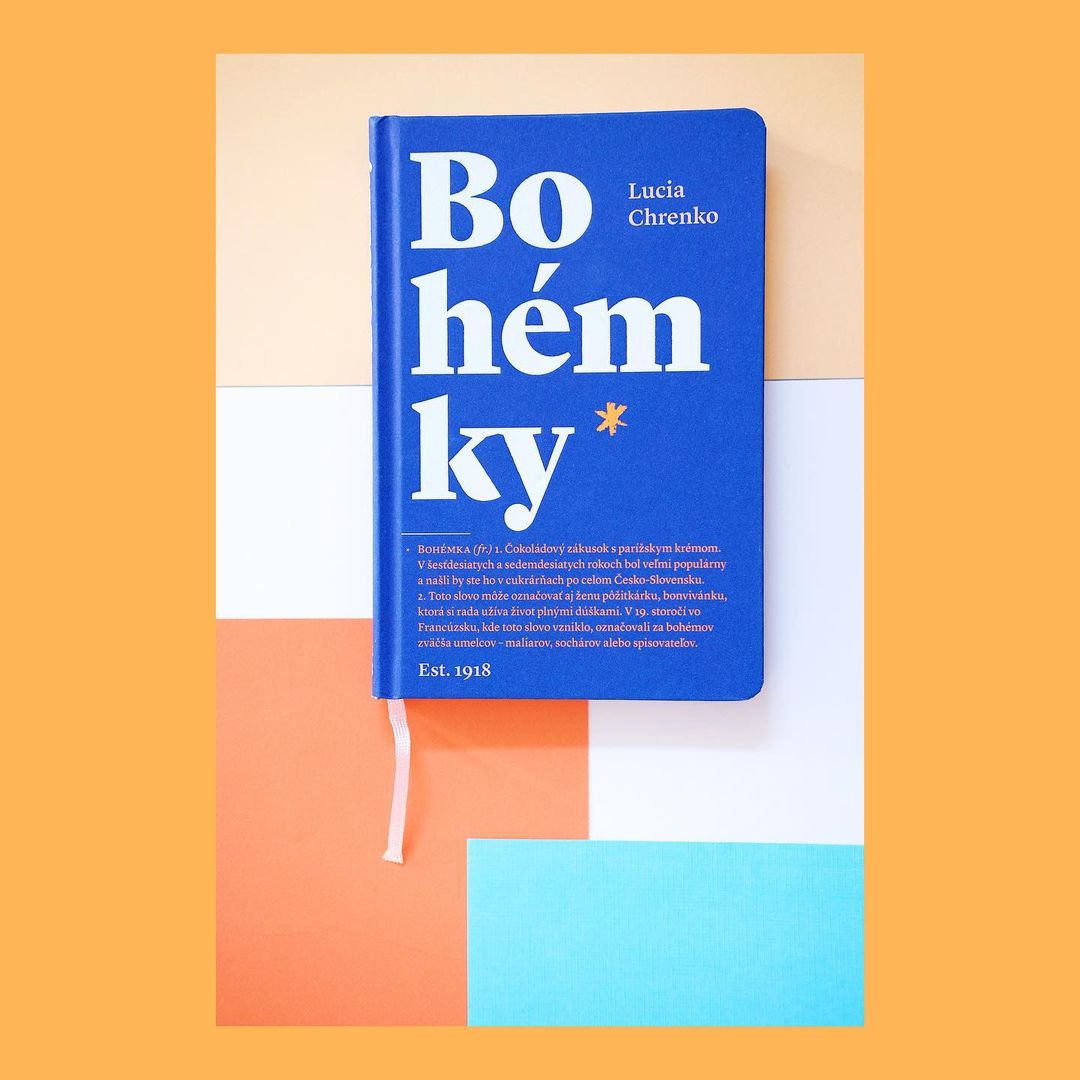 Bo
hém
ky*
Lucia
Chrenko
* BOHÉMKA (fr.) 1. Čokoládový zákusok s parížskym krémom.
V šesťdesiatych a sedemdesiatych rokoch bol veľmi populárny
a našli by ste ho v cukrárňach po celom Česko-Slovensku.
2. Toto slovo môže označovať aj ženu pôžitkárku, bonvivánku,
ktorá si rada užíva život plnými dúškami. V 19. storočí vo
Francúzsku, kde toto slovo vzniklo, označovali za bohémov
zväčša umelcov – maliarov, sochárov alebo spisovateľov.
Est. 1918